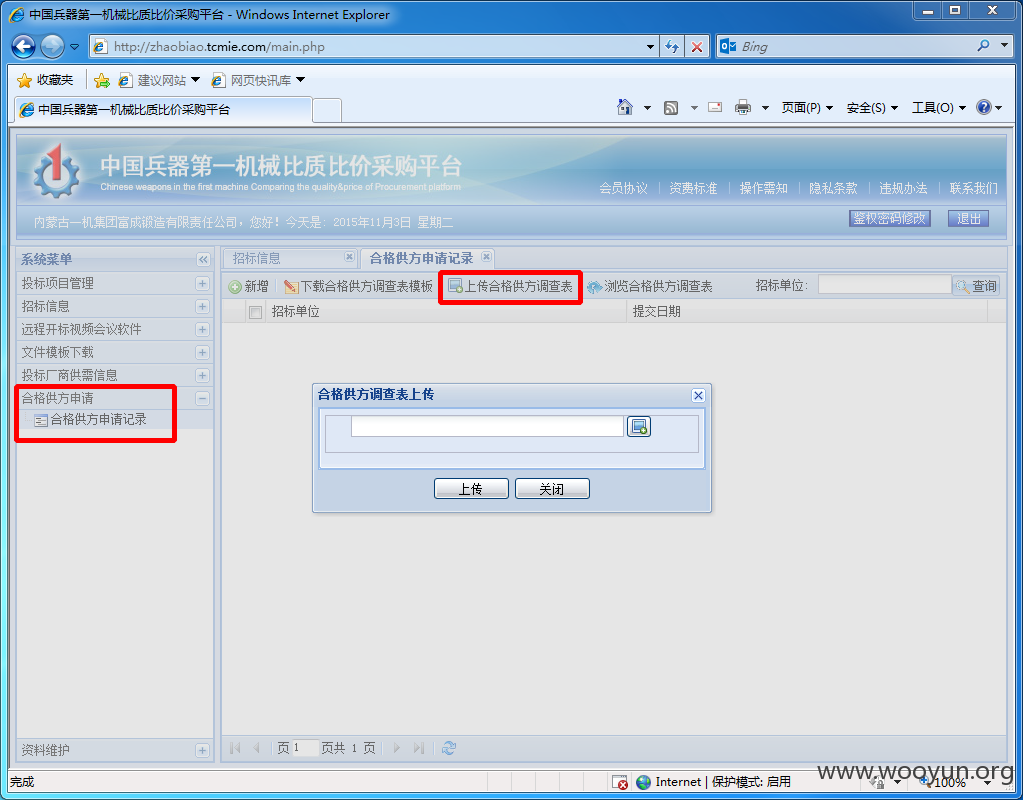 中国兵器第一机械比质比价采购平台 - Windows Internet Explorer
http://zhaobiao.tcmie.com/main.php
Bing
收藏夹 建议网站 网页快讯库
中国兵器第一机械比质比价采购平台
页面(P) 安全(S) 工具(O)
中国兵器第一机械比质比价采购平台
Chinese weapons in the first machine Comparing the quality&price of Procurement platform
会员协议 | 资费标准 | 操作需知 | 隐私条款 | 违规办法 | 联系我们
内蒙古一机集团富成锻造有限责任公司，您好！今天是：2015年11月3日 星期二
鉴权密码修改 退出
系统菜单
投标项目管理
招标信息
远程开标视频会议软件
文件模板下载
投标厂商供需信息
合格供方申请
合格供方申请记录
资料维护
招标信息 合格供方申请记录
新增 下载合格供方调查表模板 上传合格供方调查表 浏览合格供方调查表 招标单位: 查询
招标单位 提交日期
合格供方调查表上传
上传 关闭
页 1 页共 1 页
完成
Internet | 保护模式: 启用
100%
www.wooyun.org